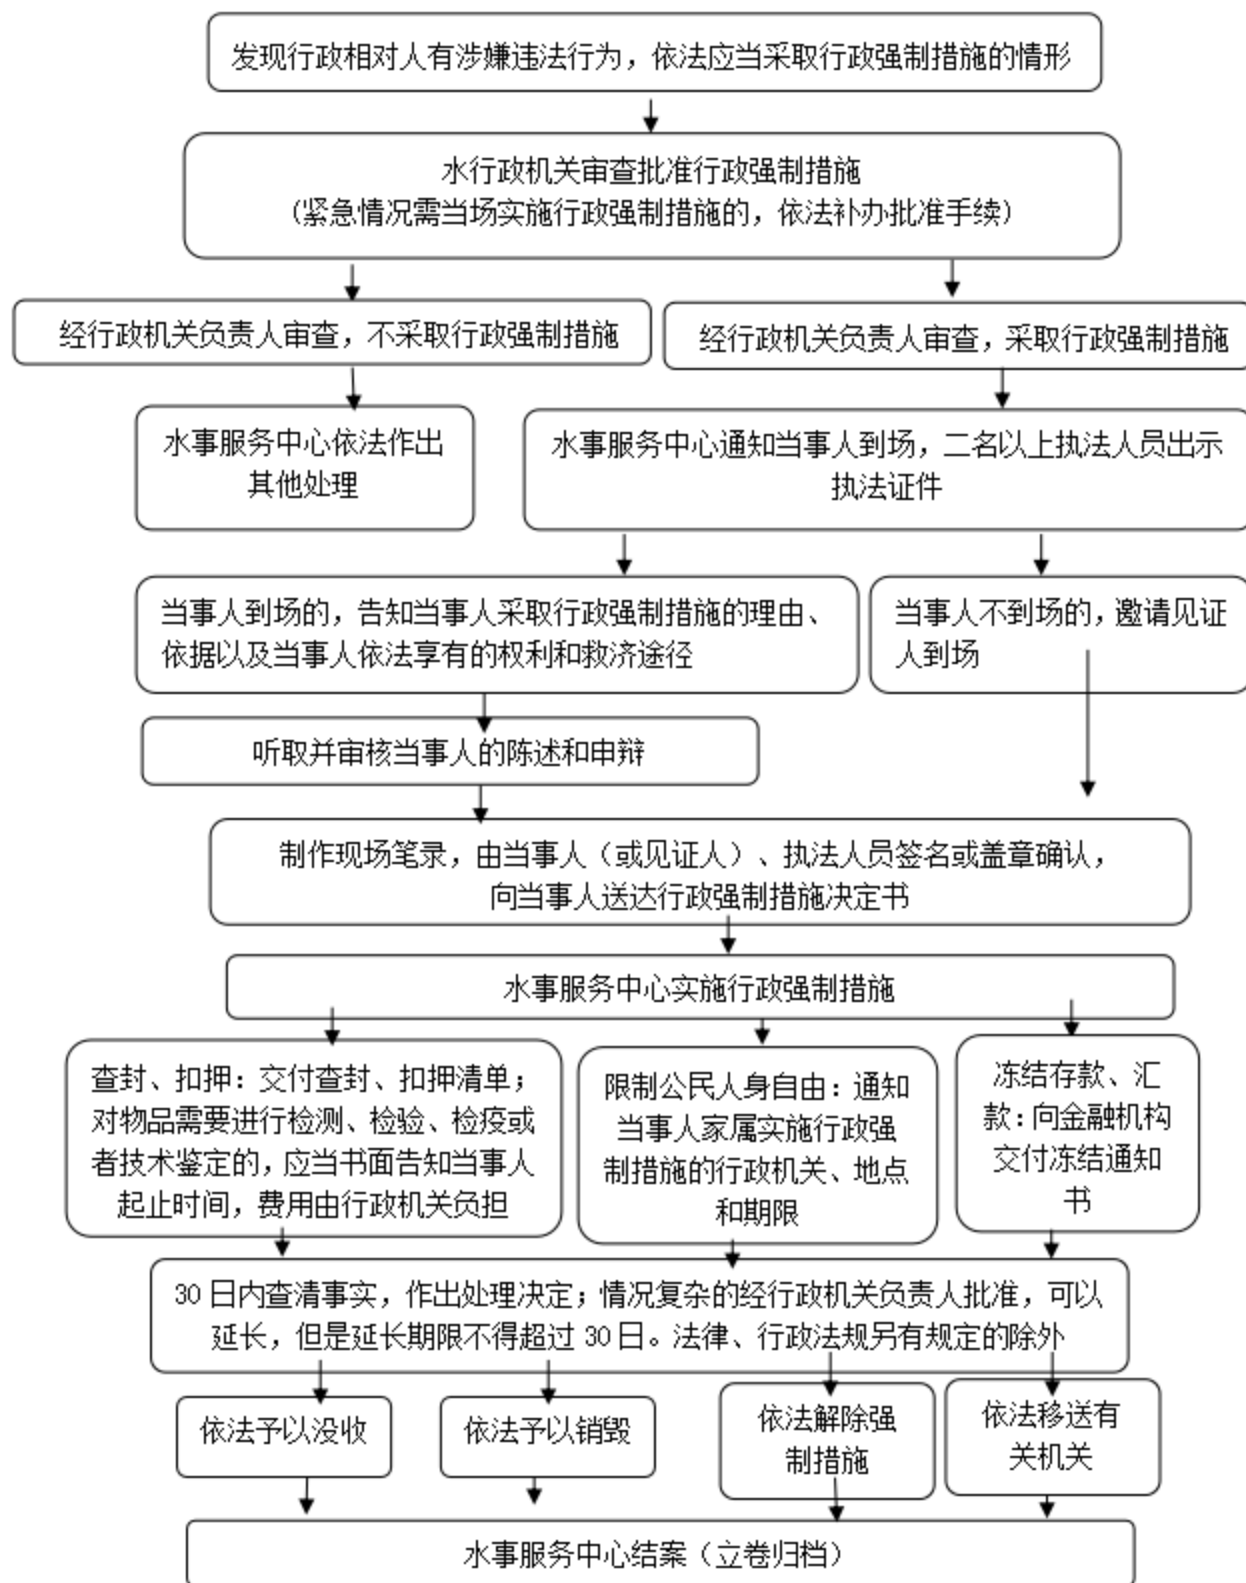 发现行政相对人有涉嫌违法行为，依法应当采取行政强制措施的情形
水行政机关审查批准行政强制措施
（紧急情况需当场实施行政强制措施的，依法补办批准手续）
经行政机关负责人审查，不采取行政强制措施
经行政机关负责人审查，采取行政强制措施
水事服务中心依法作出
其他处理
水事服务中心通知当事人到场，二名以上执法人员出示
执法证件
当事人到场的，告知当事人采取行政强制措施的理由、
依据以及当事人依法享有的权利和救济途径
当事人不到场的，邀请见证
人到场
听取并审核当事人的陈述和申辩
制作现场笔录，由当事人（或见证人）、执法人员签名或盖章确认，
向当事人送达行政强制措施决定书
水事服务中心实施行政强制措施
查封、扣押：交付查封、扣押清单；
对物品需要进行检测、检验、检疫或
者技术鉴定的，应当书面告知当事人
起止时间，费用由行政机关负担
限制公民人身自由：通知
当事人家属实施行政强
制措施的行政机关、地点
和期限
冻结存款、汇
款：向金融机构
交付冻结通知
书
30日内查清事实，作出处理决定；情况复杂的经行政机关负责人批准，可以
延长，但是延长期限不得超过30日。法律、行政法规另有规定的除外
依法予以没收
依法予以销毁
依法解除强
制措施
依法移送有
关机关
水事服务中心结案（立卷归档）